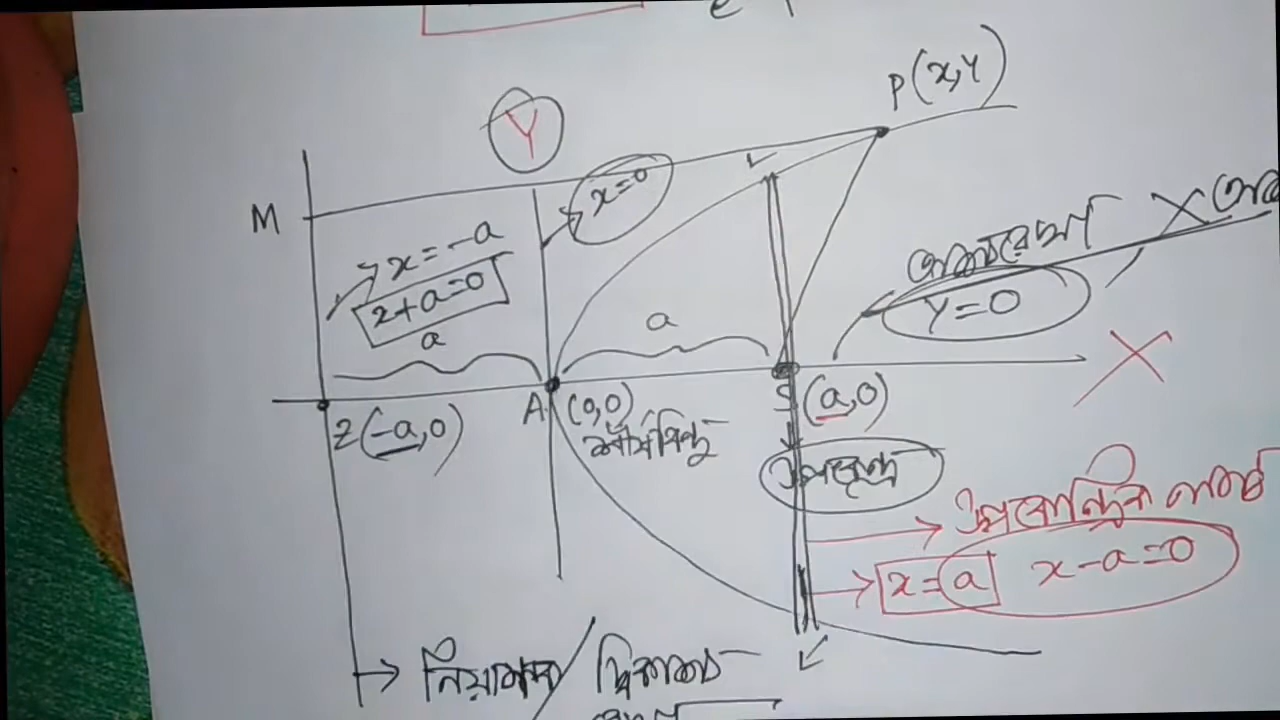 P(x,y)
Y
x=0
M
x=-a
z+a=0
a
a
অক্ষরেখা X অক্ষ
Y=0
X
Z(-a,0)
A(0,0)
শীর্ষবিন্দু
S(a,0)
উপকেন্দ্র
উপকেন্দ্রিক লম্ব
x=a x-a=0
নিয়ামক/ দ্বিকাক্ষ